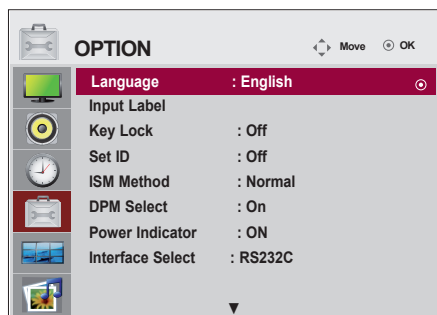 OPTION Move OK
Language : English
Input Label
Key Lock : Off
Set ID : Off
ISM Method : Normal
DPM Select : On
Power Indicator : ON
Interface Select : RS232C